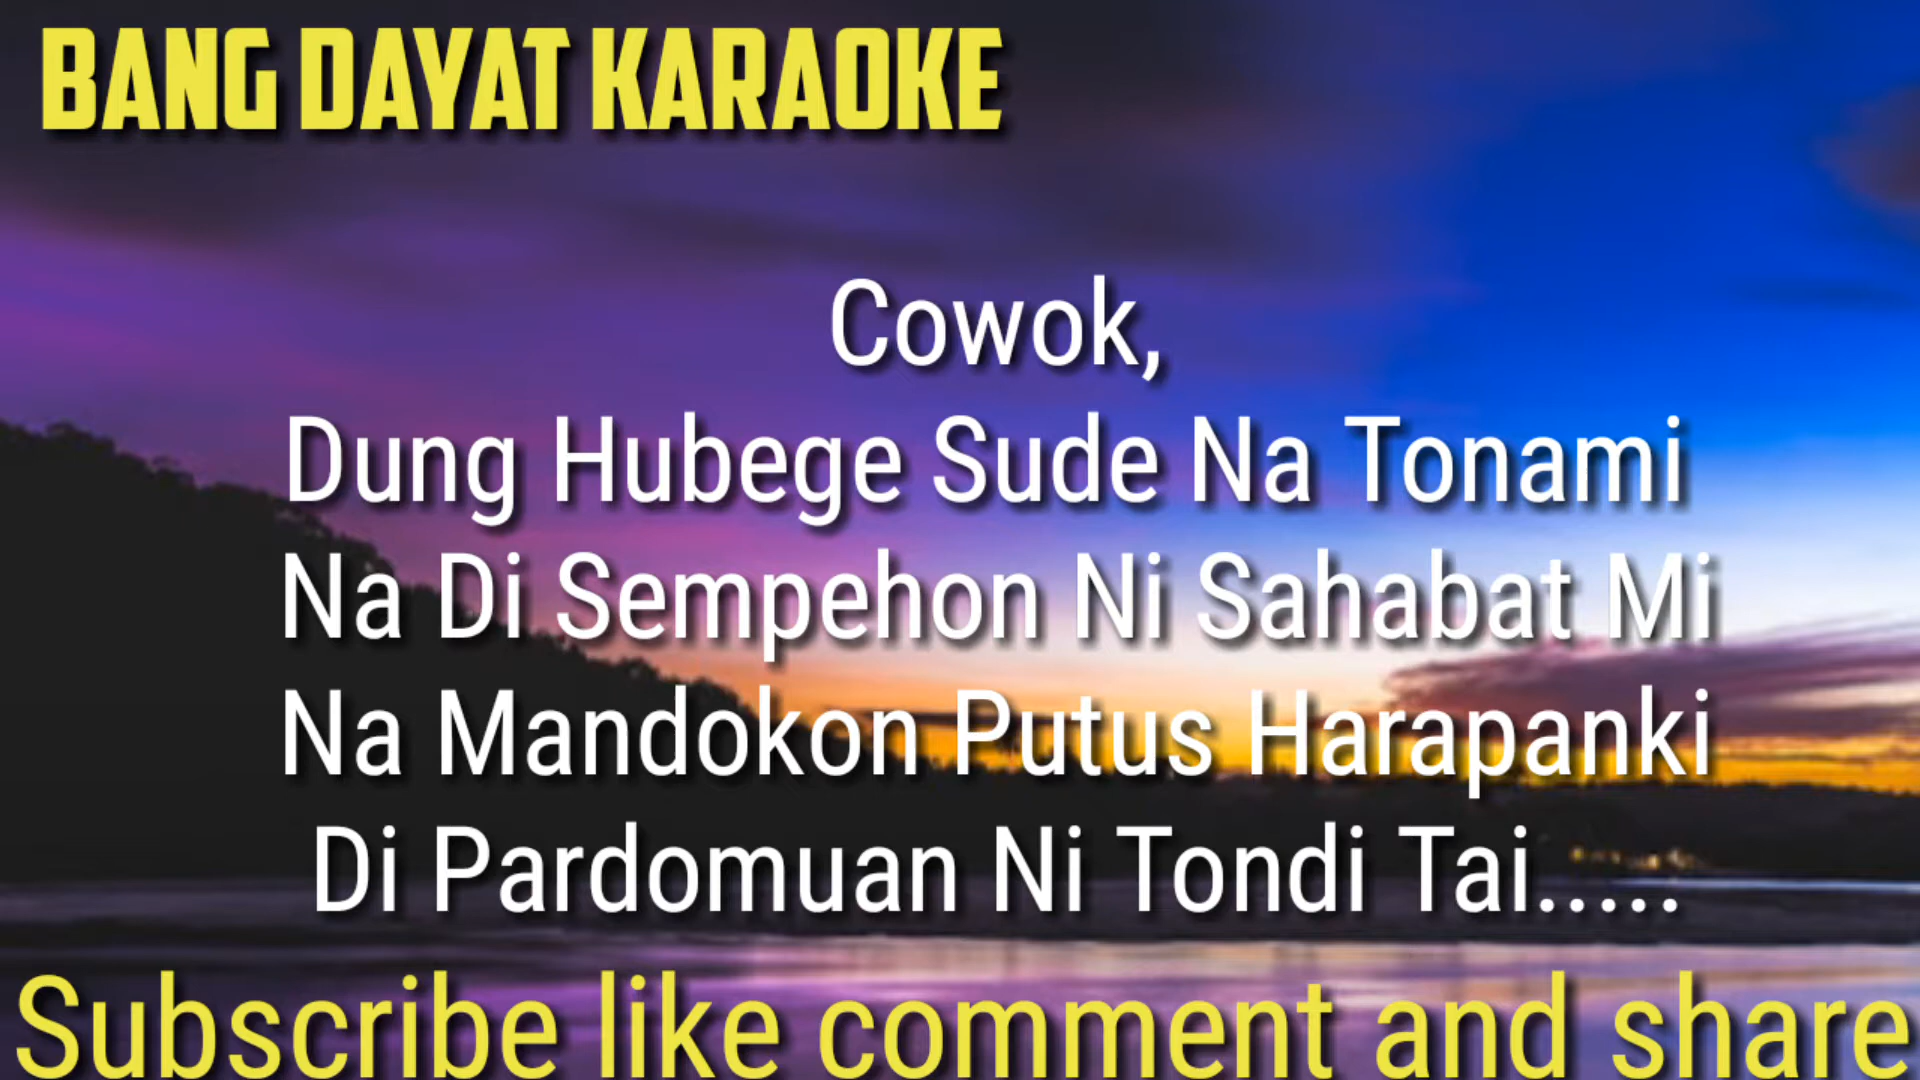 BANG DAYAT KARAOKE
Cowok,
Dung Hubege Sude Na Tonami
Na Di Sempehon Ni Sahabat Mi
Na Mandokon Putus Harapanki
Di Pardomuan Ni Tondi Tai.....
Subscribe like comment and share